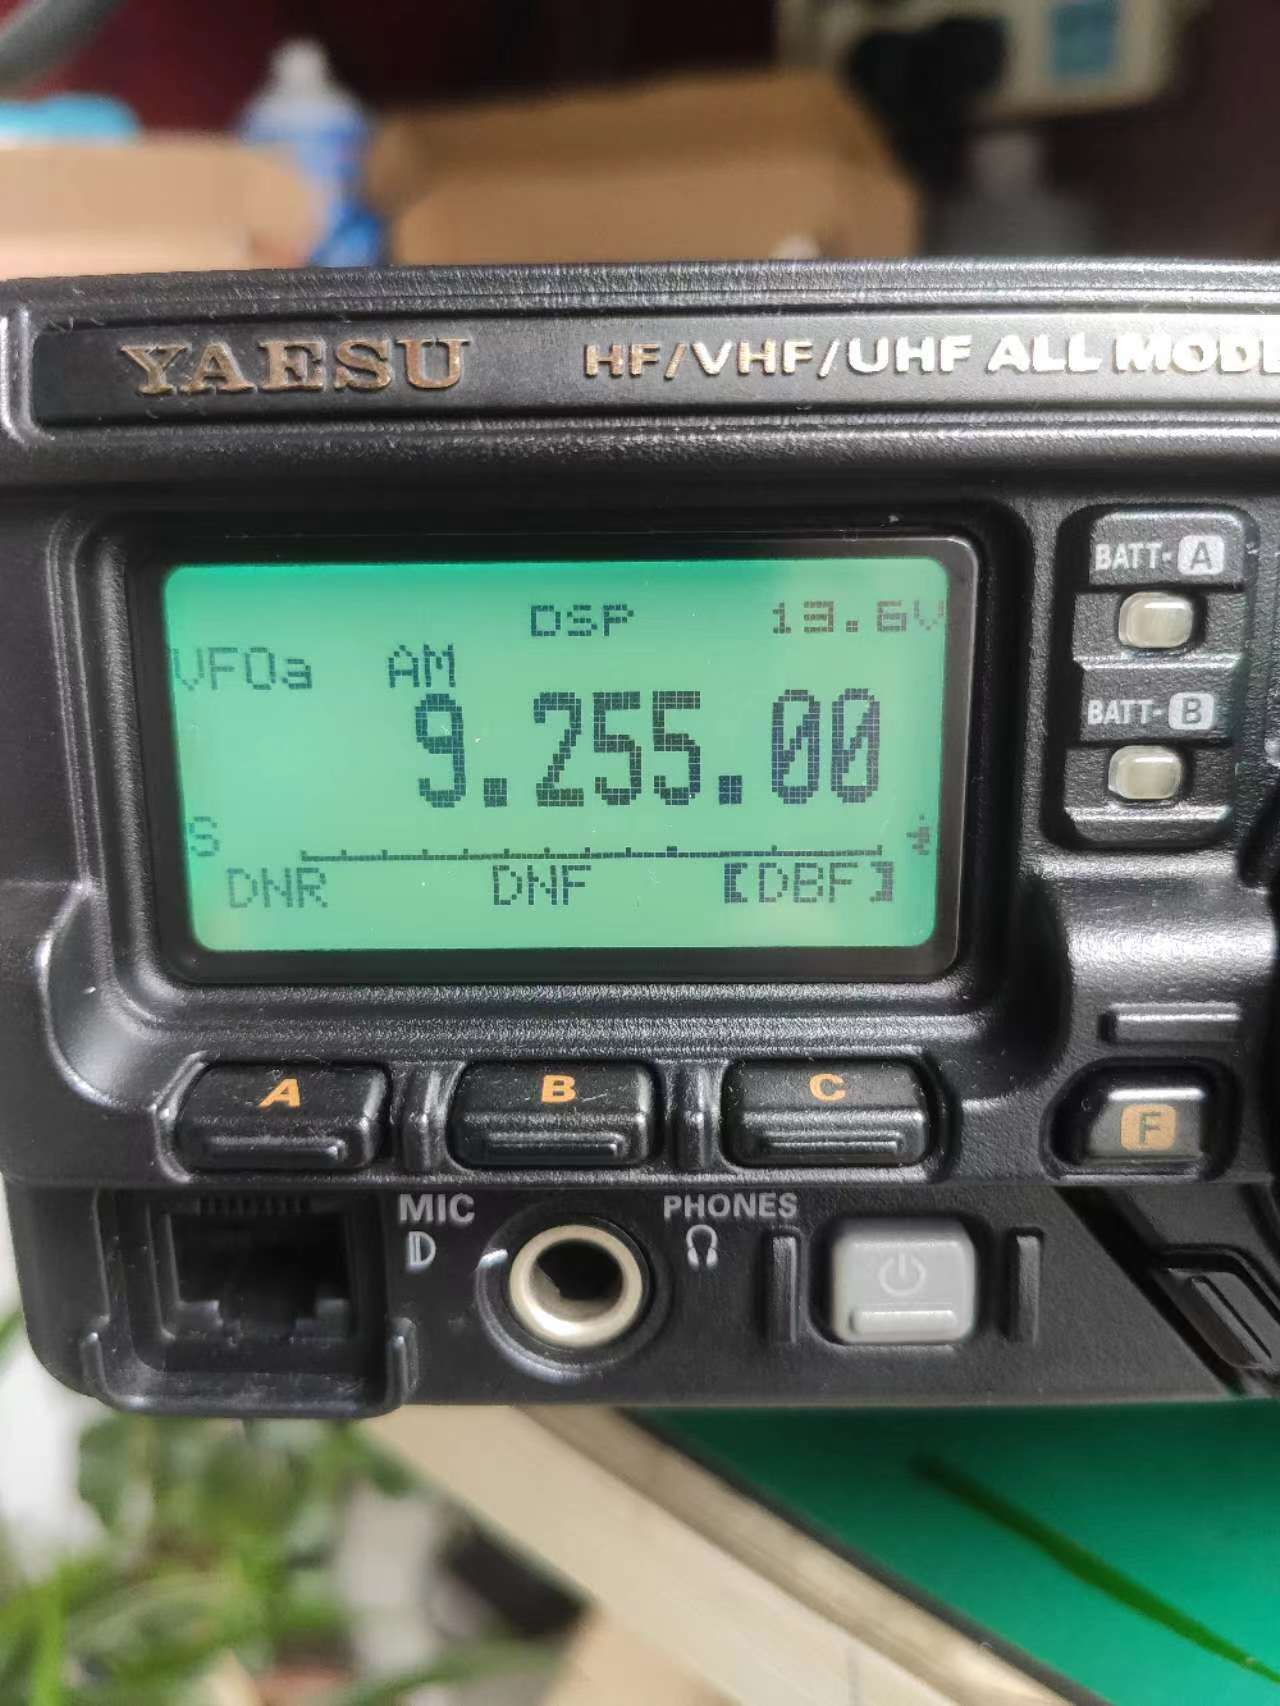 YAESU HF/VHF/UHF ALL MODE
DSP 13.6V
VFOa AM
9.255.00
S
DNR DNF [DBF]
BATT-A
BATT-B
A B C F
MIC PHONES